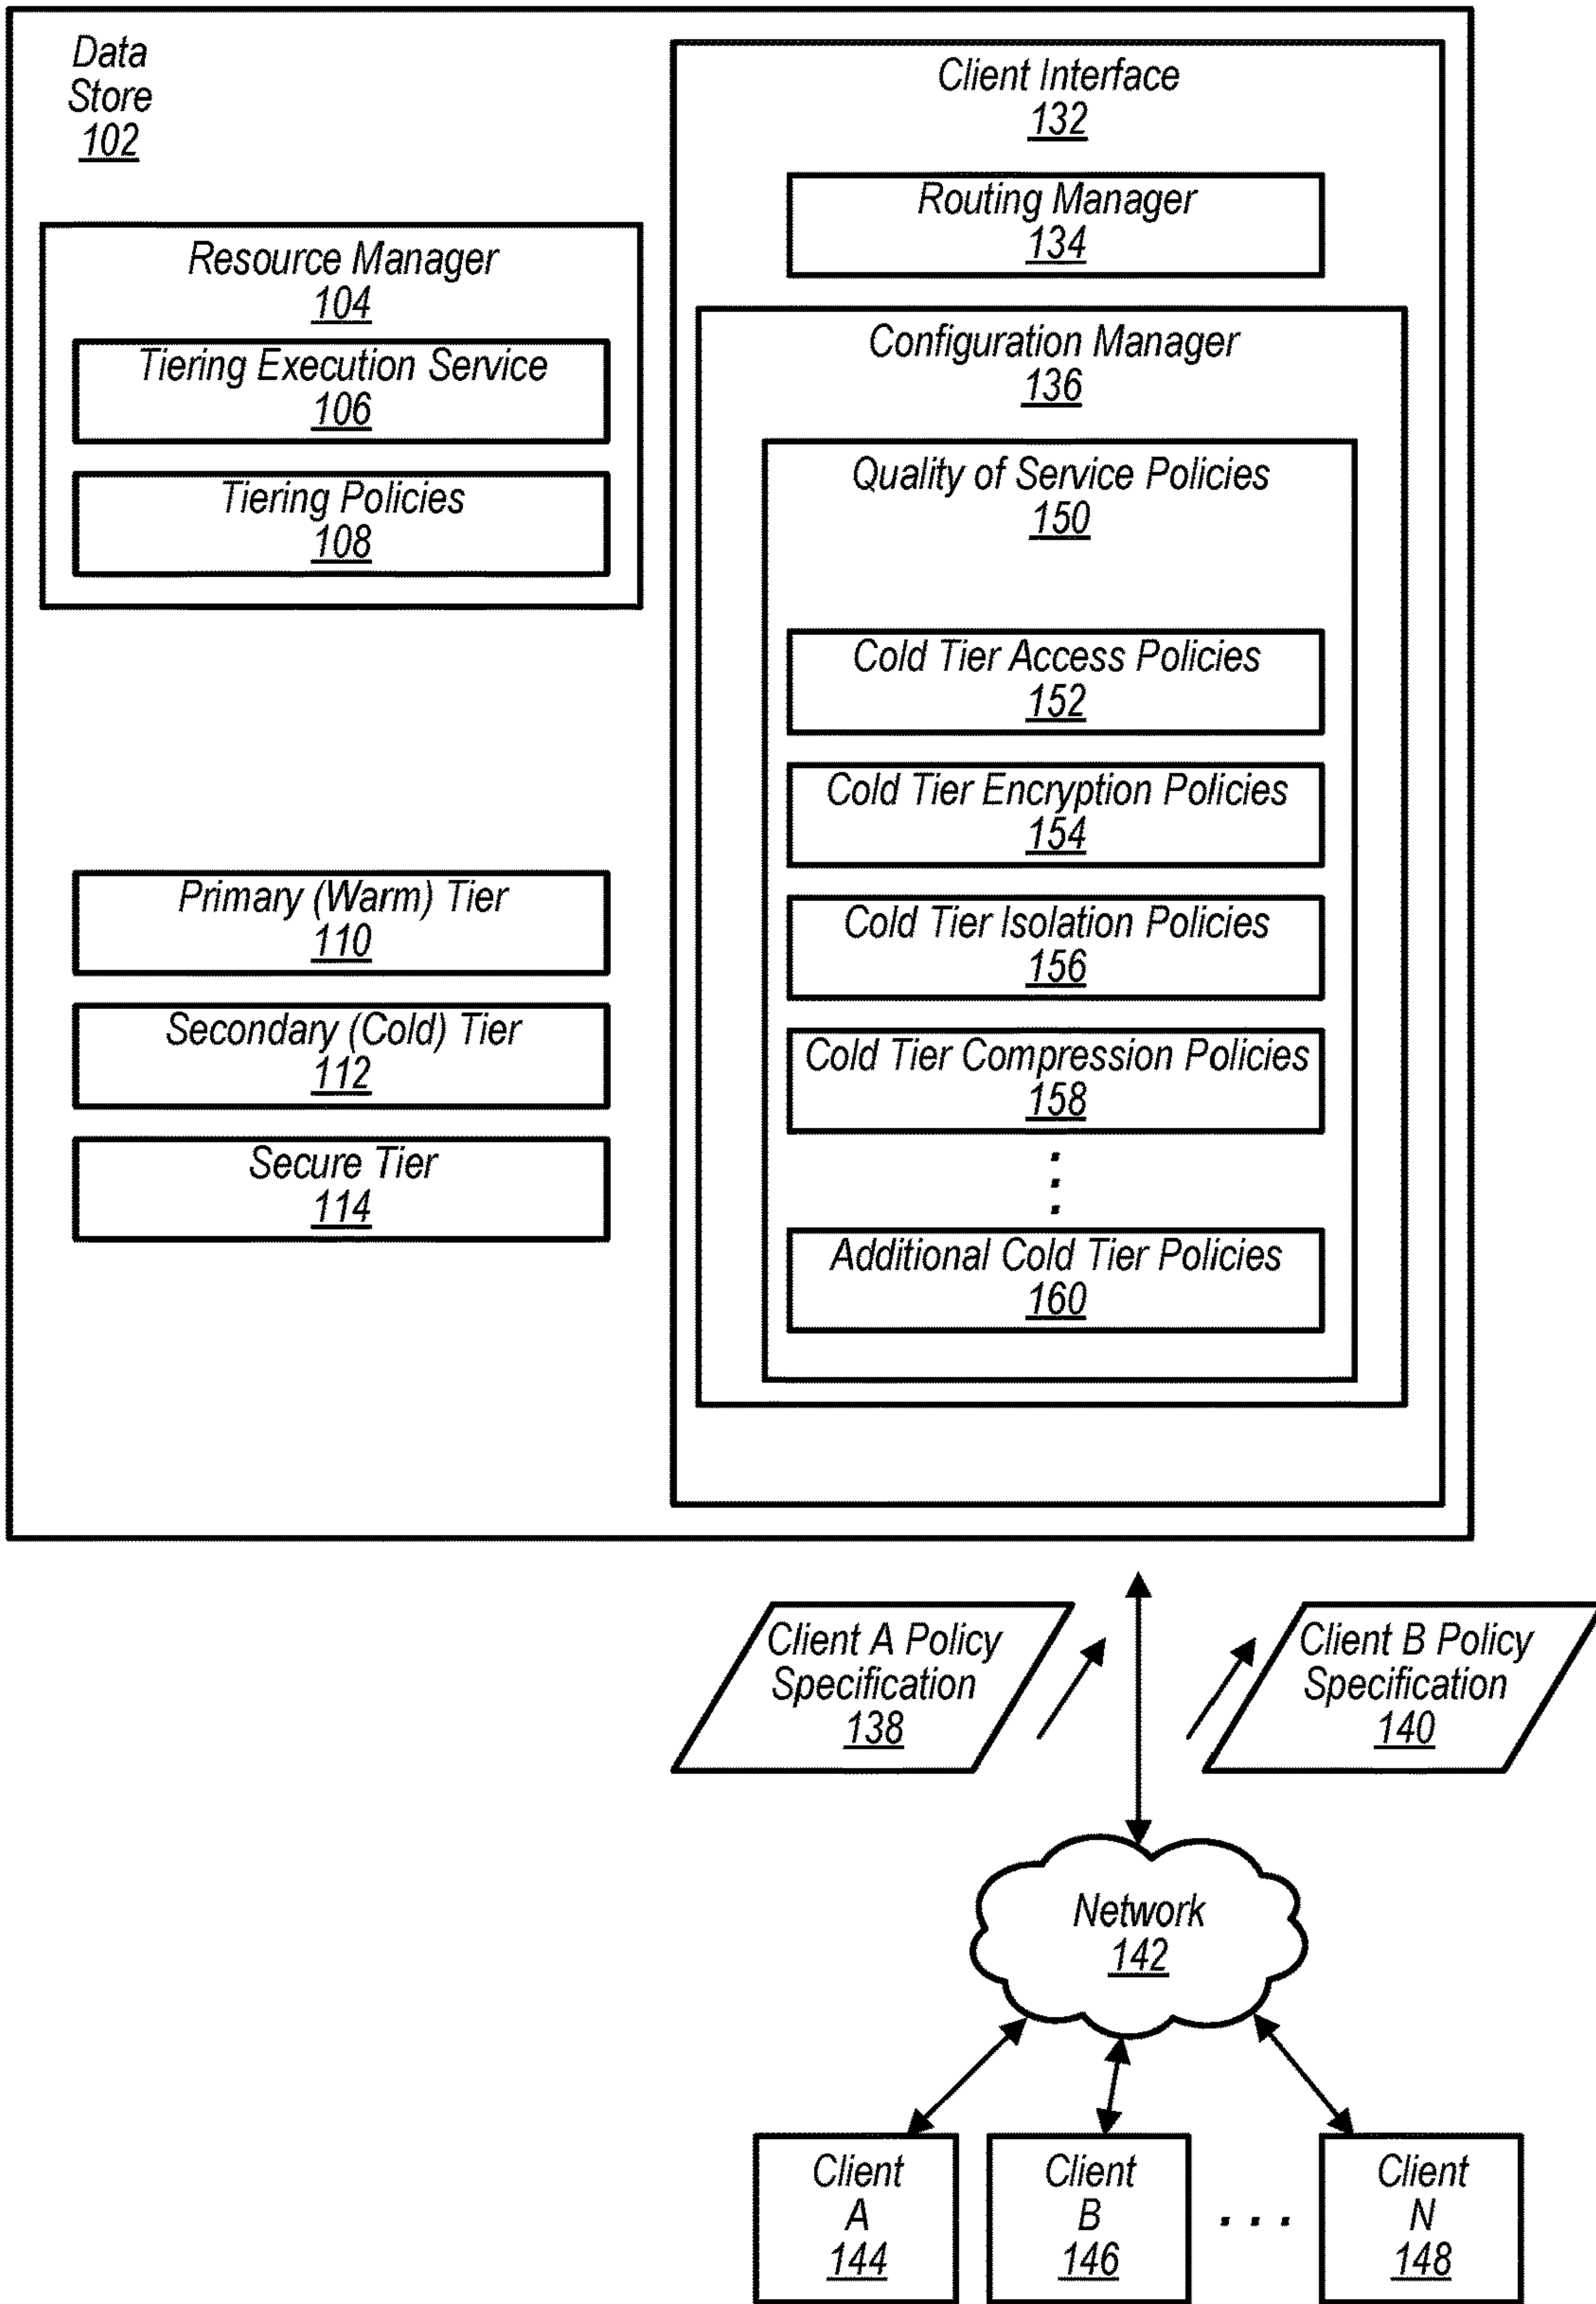 Data
Store
102
Resource Manager
104
Tiering Execution Service
106
Tiering Policies
108
Primary (Warm) Tier
110
Secondary (Cold) Tier
112
Secure Tier
114
Client Interface
132
Routing Manager
134
Configuration Manager
136
Quality of Service Policies
150
Cold Tier Access Policies
152
Cold Tier Encryption Policies
154
Cold Tier Isolation Policies
156
Cold Tier Compression Policies
158
Additional Cold Tier Policies
160
Client A Policy
Specification
138
Client B Policy
Specification
140
Network
142
Client
A
144
Client
B
146
. . .
Client
N
148